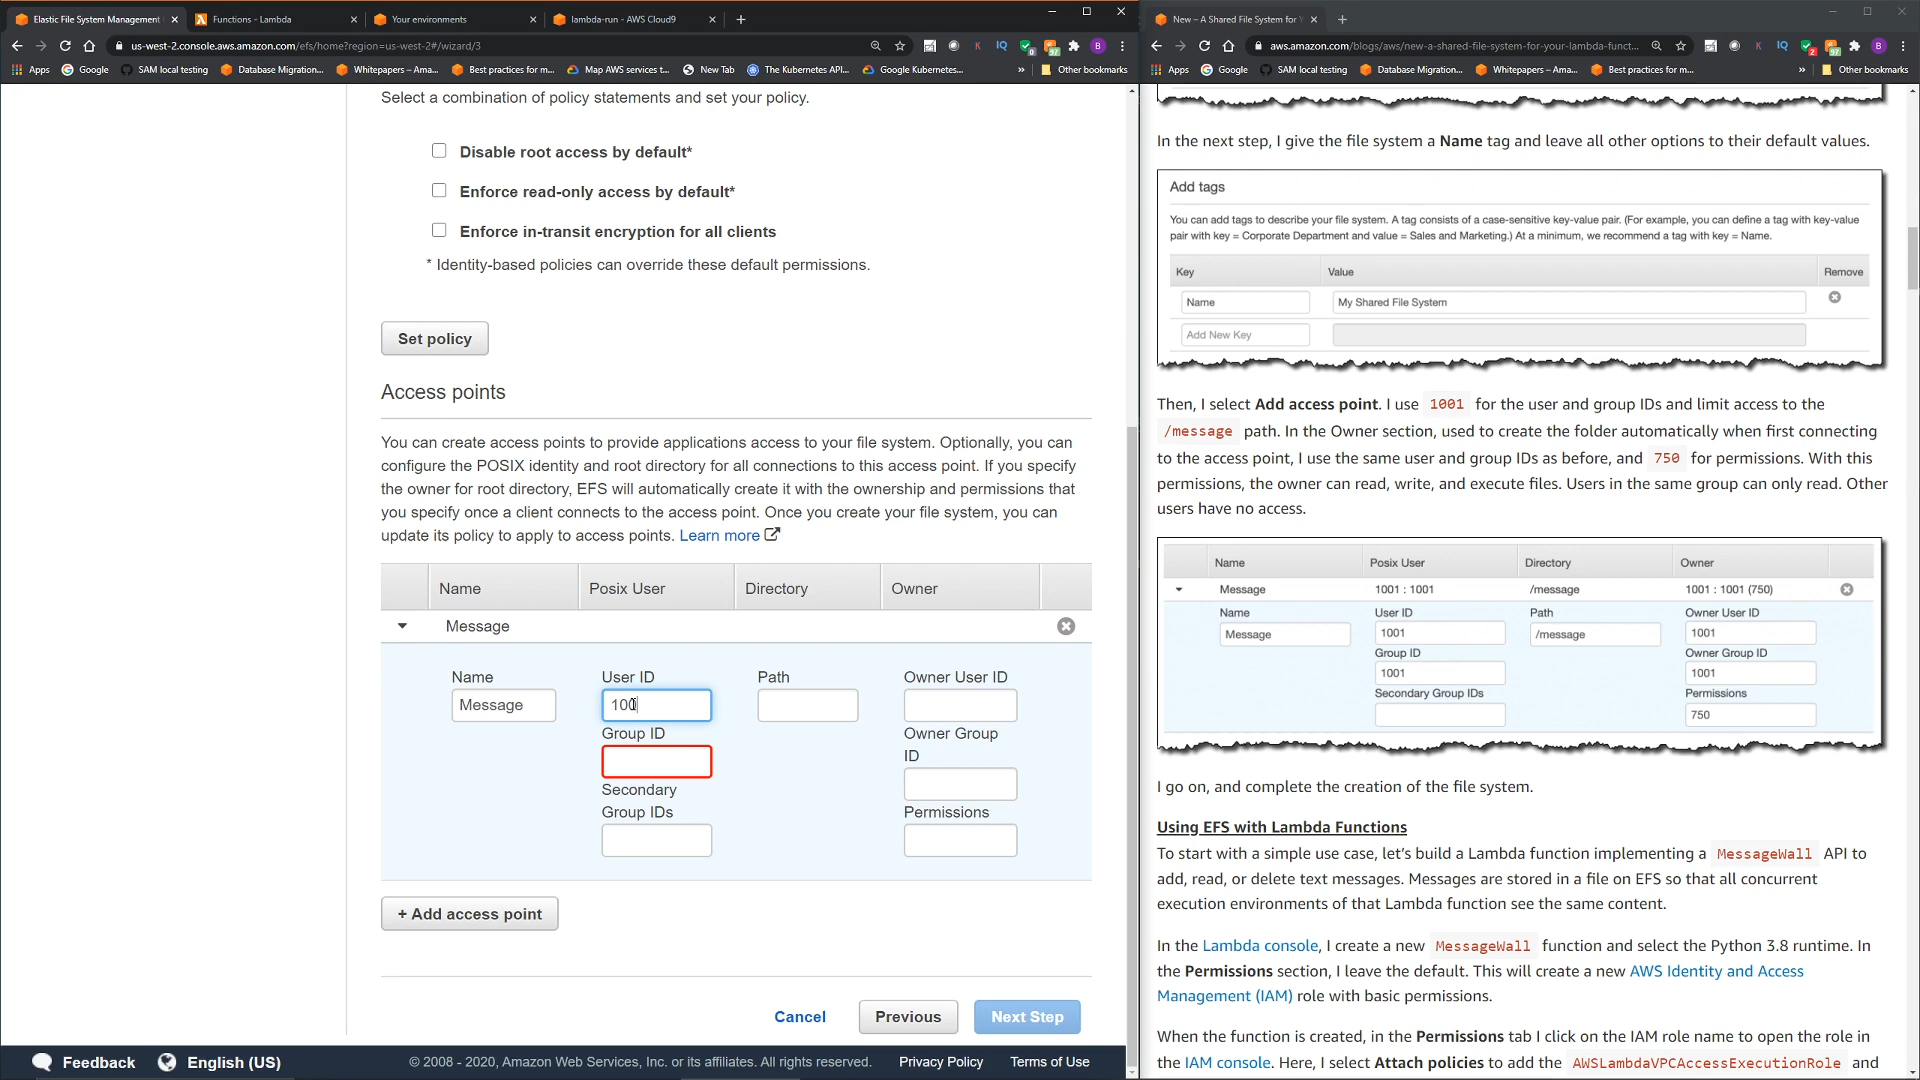 Elastic File System Management
Functions - Lambda
Your environments
lambda-run - AWS Cloud9
us-west-2.console.aws.amazon.com/efs/home?region=us-west-2#/wizard/3
Apps
Google
SAM local testing
Database Migration...
Whitepapers – Ama...
Best practices for m...
Map AWS services t...
New Tab
The Kubernetes API...
Google Kubernetes...
Other bookmarks
Select a combination of policy statements and set your policy.
Disable root access by default*
Enforce read-only access by default*
Enforce in-transit encryption for all clients
* Identity-based policies can override these default permissions.
Set policy
Access points
You can create access points to provide applications access to your file system. Optionally, you can
configure the POSIX identity and root directory for all connections to this access point. If you specify
the owner for root directory, EFS will automatically create it with the ownership and permissions that
you specify once a client connects to the access point. Once you create your file system, you can
update its policy to apply to access points. Learn more
Name Posix User Directory Owner
Message
Name User ID Path Owner User ID
Message 100
Group ID Owner Group
ID
Secondary
Group IDs Permissions
+ Add access point
Cancel Previous Next Step
Feedback English (US) © 2008 - 2020, Amazon Web Services, Inc. or its affiliates. All rights reserved. Privacy Policy Terms of Use
New – A Shared File System for
aws.amazon.com/blogs/aws/new-a-shared-file-system-for-your-lambda-funct...
Apps
Google
SAM local testing
Database Migration...
Whitepapers – Ama...
Best practices for m...
Other bookmarks
In the next step, I give the file system a Name tag and leave all other options to their default values.
Add tags
You can add tags to describe your file system. A tag consists of a case-sensitive key-value pair. (For example, you can define a tag with key-value
pair with key = Corporate Department and value = Sales and Marketing.) At a minimum, we recommend a tag with key = Name.
Key Value Remove
Name My Shared File System
Add New Key
Then, I select Add access point. I use 1001 for the user and group IDs and limit access to the
/message path. In the Owner section, used to create the folder automatically when first connecting
to the access point, I use the same user and group IDs as before, and 750 for permissions. With this
permissions, the owner can read, write, and execute files. Users in the same group can only read. Other
users have no access.
Name Posix User Directory Owner
Message 1001 : 1001 /message 1001 : 1001 (750)
Name User ID Path Owner User ID
Message 1001 /message 1001
Group ID Owner Group ID
1001 1001
Secondary Group IDs Permissions
750
I go on, and complete the creation of the file system.
Using EFS with Lambda Functions
To start with a simple use case, let's build a Lambda function implementing a MessageWall API to
add, read, or delete text messages. Messages are stored in a file on EFS so that all concurrent
execution environments of that Lambda function see the same content.
In the Lambda console, I create a new MessageWall function and select the Python 3.8 runtime. In
the Permissions section, I leave the default. This will create a new AWS Identity and Access
Management (IAM) role with basic permissions.
When the function is created, in the Permissions tab I click on the IAM role name to open the role in
the IAM console. Here, I select Attach policies to add the AWSLambdaVPCAccessExecutionRole and